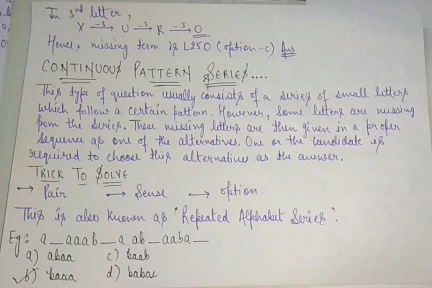 In 3rd letter,
X -3→ U -3→ R -3→ O
Hence, missing term is L2SO (option-c) Ans
CONTINUOUS PATTERN SERIES....
This type of question usually consists of a series of small letters
which follow a certain pattern. However, some letters are missing
from the series. These missing letters are then given in a proper
sequence as one of the alternatives. One or the candidate is
required to choose this alternative as the answer.
TRICK TO SOLVE
→ Pair → Sense → option.
This is also known as "Repeated Alphabet Series".
Eg: a_aaab_a ab_aaba_
a) abaa c) baab
b) baaa d) babac